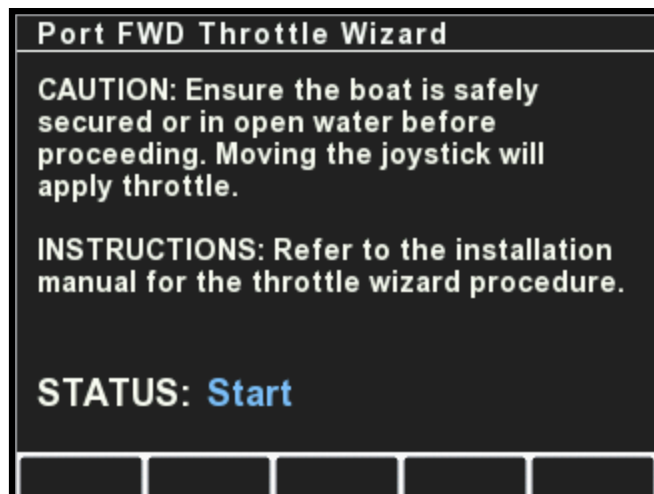 Port FWD Throttle Wizard
CAUTION: Ensure the boat is safely
secured or in open water before
proceeding. Moving the joystick will
apply throttle.
INSTRUCTIONS: Refer to the installation
manual for the throttle wizard procedure.
STATUS: Start